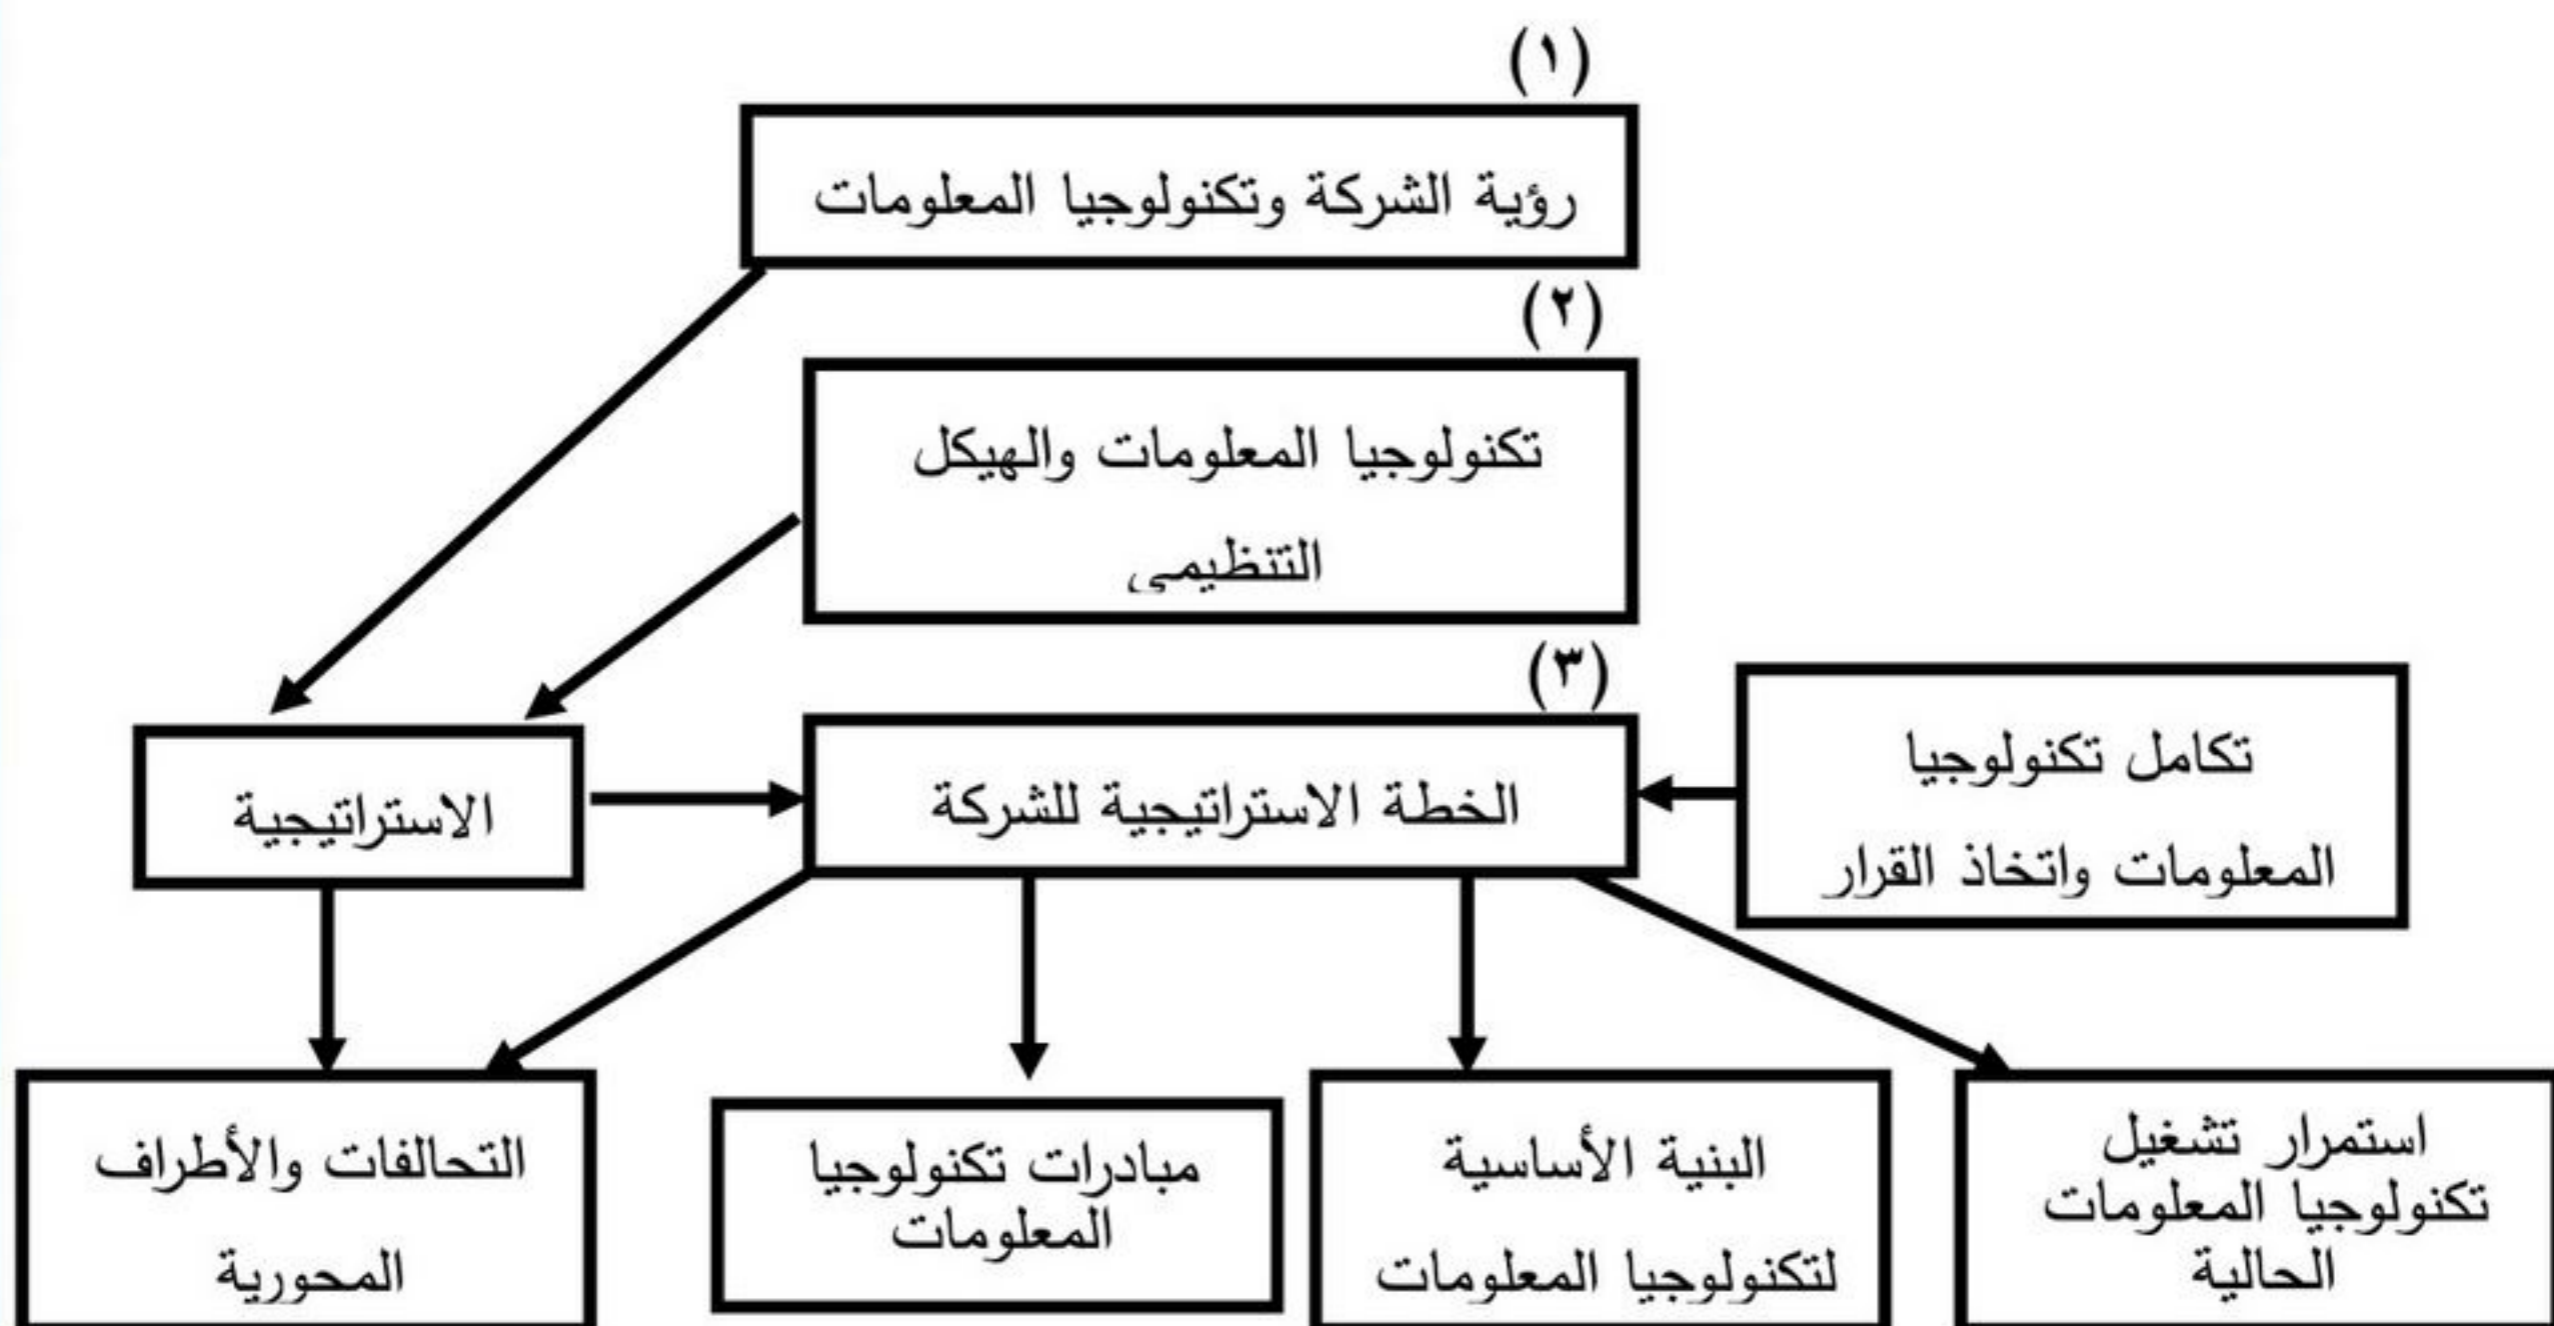 (١)
رؤية الشركة وتكنولوجيا المعلومات
(٢)
تكنولوجيا المعلومات والهيكل
التنظيمى
(٣)
تكامل تكنولوجيا
المعلومات واتخاذ القرار
الخطة الاستراتيجية للشركة
الاستراتيجية
استمرار تشغيل
تكنولوجيا المعلومات
الحالية
البنية الأساسية
لتكنولوجيا المعلومات
مبادرات تكنولوجيا
المعلومات
التحالفات والأطراف
المحورية